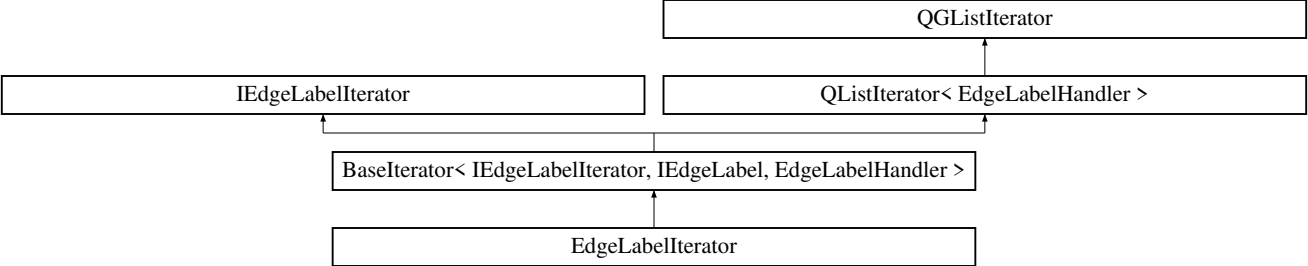 QGListIterator
IEdgeLabelIterator
QListIterator< EdgeLabelHandler >
BaseIterator< IEdgeLabelIterator, IEdgeLabel, EdgeLabelHandler >
EdgeLabelIterator